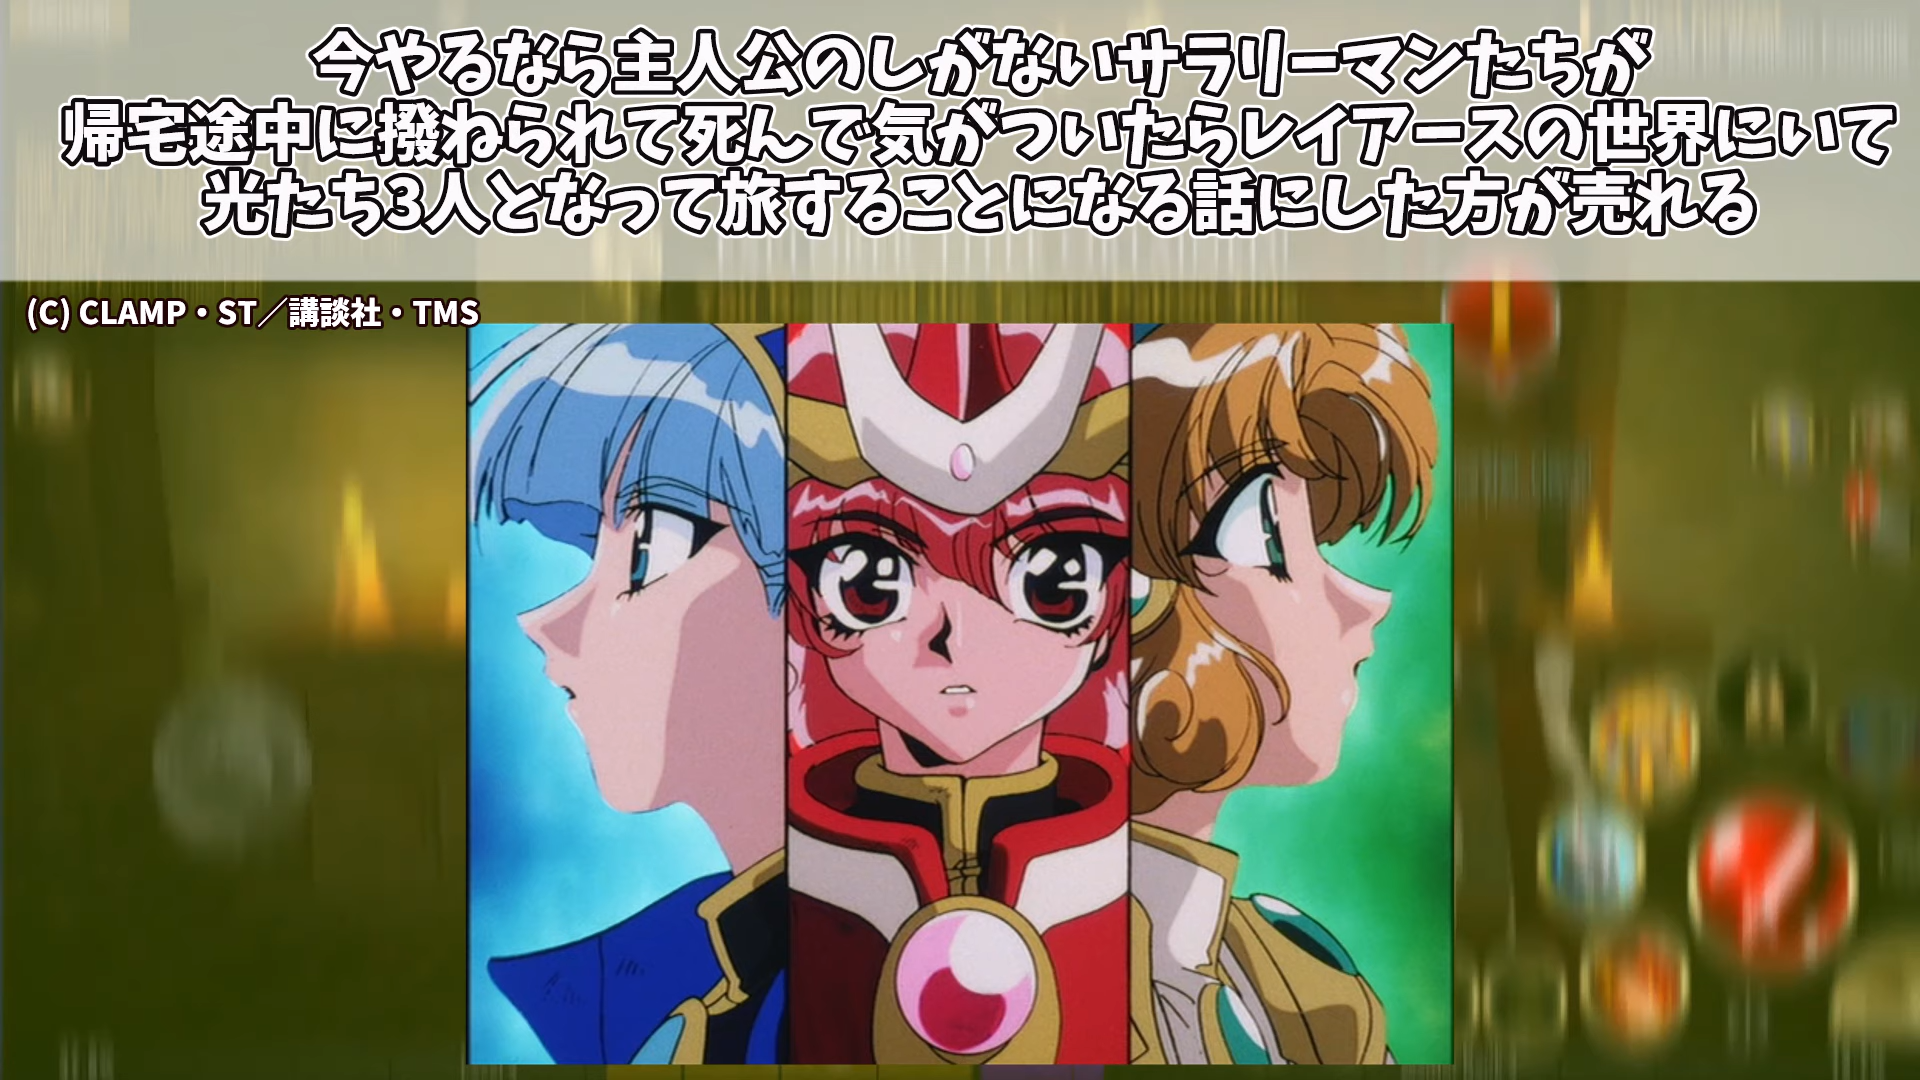 今やるなら主人公のしがないサラリーマンたちが
帰宅途中に撥ねられて死んで気がついたらレイアースの世界にいて
光たち3人となって旅することになる話にした方が売れる
(C) CLAMP・ST／講談社・TMS